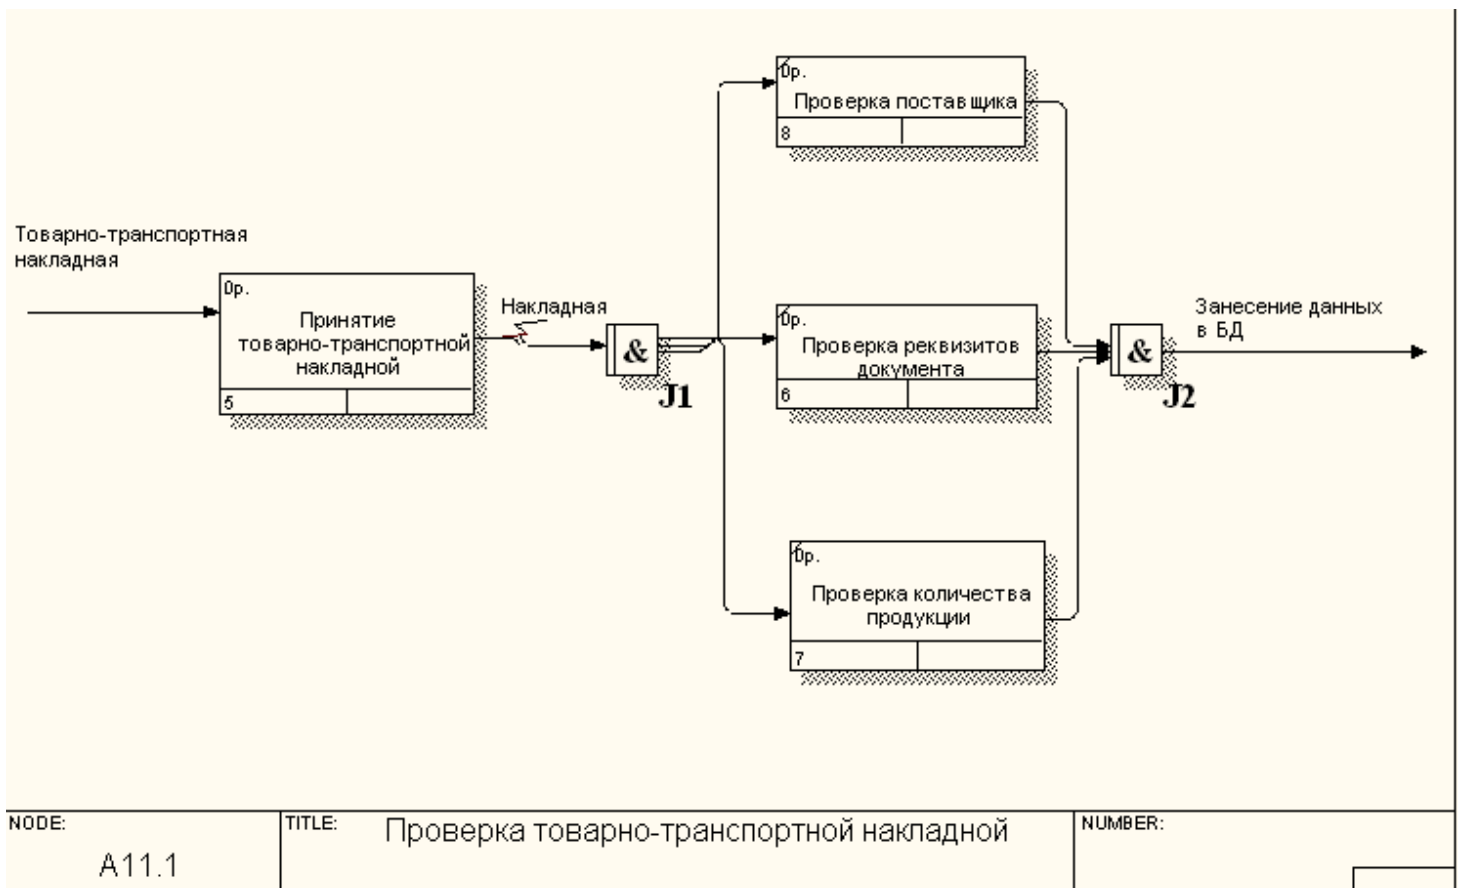 0р.
Проверка поставщика
8
Товарно-транспортная
накладная
0р.
Принятие
товарно-транспортной
накладной
5
Накладная
&
J1
0р.
Проверка реквизитов
документа
6
&
J2
Занесение данных
в БД
0р.
Проверка количества
продукции
7
NODE:
A11.1
TITLE:
Проверка товарно-транспортной накладной
NUMBER: